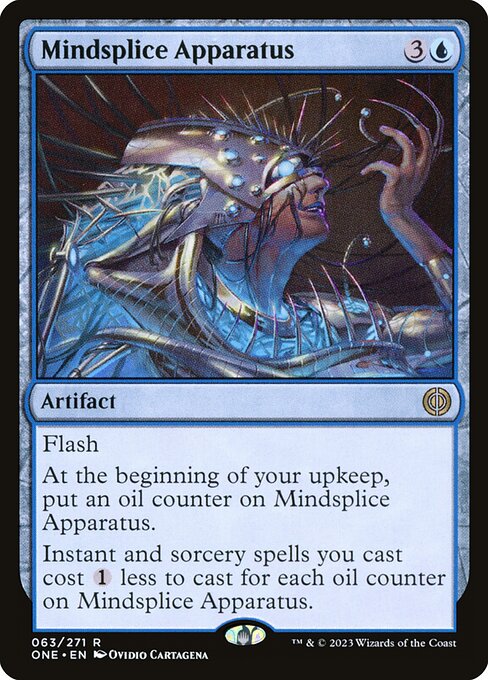 Mindsplice Apparatus 3
Artifact
Flash
At the beginning of your upkeep,
put an oil counter on Mindsplice
Apparatus.
Instant and sorcery spells you cast
cost 1 less to cast for each oil counter
on Mindsplice Apparatus.
063/271 R
ONE • EN Ovidio Cartagena
™ & © 2023 Wizards of the Coast